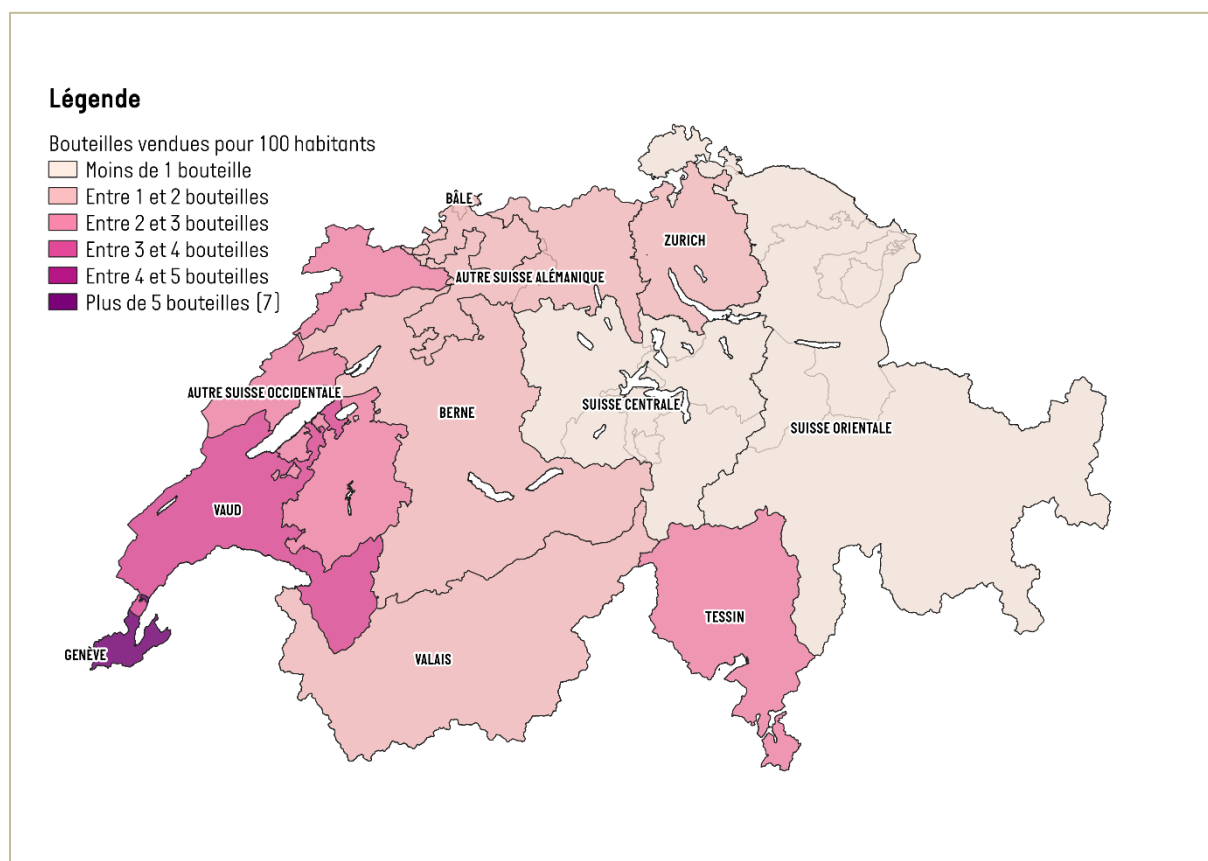 Légende
Bouteilles vendues pour 100 habitants
Moins de 1 bouteille
Entre 1 et 2 bouteilles
Entre 2 et 3 bouteilles
Entre 3 et 4 bouteilles
Entre 4 et 5 bouteilles
Plus de 5 bouteilles (7)
BÂLE
ZURICH
AUTRE SUISSE ALÉMANIQUE
AUTRE SUISSE OCCIDENTALE
BERNE
SUISSE CENTRALE
SUISSE ORIENTALE
VAUD
TESSIN
GENÈVE
VALAIS